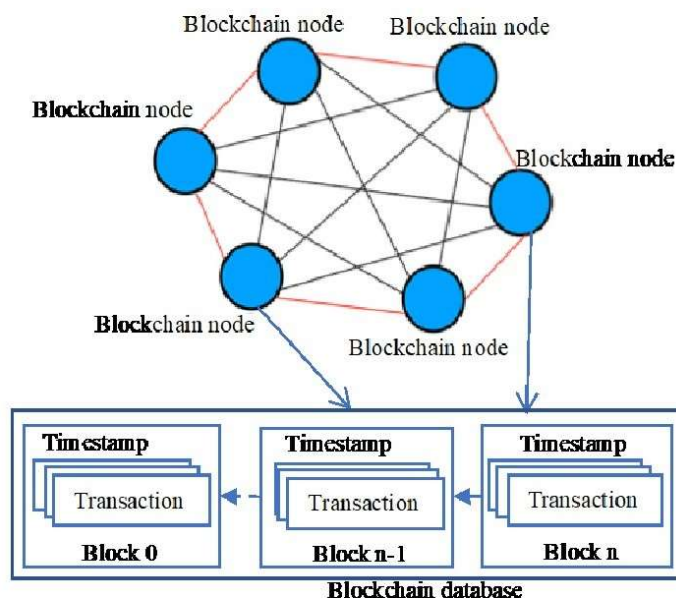 Blockchain node
Blockchain node
Blockchain node
Blockchain node
Blockchain node
Blockchain node
Timestamp
Transaction
Block 0
Timestamp
Transaction
Block n-1
Timestamp
Transaction
Block n
Blockchain database